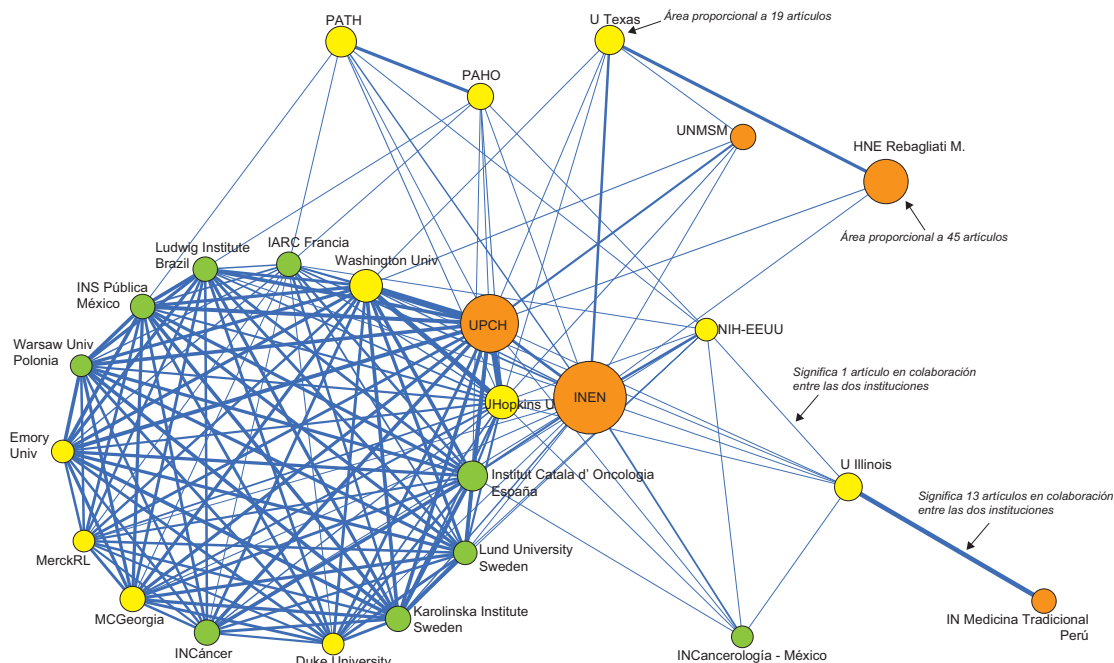 PATH
U Texas
Área proporcional a 19 artículos
PAHO
UNMSM
HNE Rebagliati M.
Área proporcional a 45 artículos
IARC Francia
Ludwig Institute
Brazil
Washington Univ
INS Pública
México
UPCH
NIH-EEUU
Warsaw Univ
Polonia
Significa 1 artículo en colaboración
entre las dos instituciones
INEN
JHopkins U
Emory
Univ
U Illinois
Institut Catala d’ Oncologia
España
Significa 13 artículos en colaboración
entre las dos instituciones
MerckRL
Lund University
Sweden
MCGeorgia
Karolinska Institute
Sweden
IN Medicina Tradicional
Perú
INCáncer
Duke University
INCancerología - México